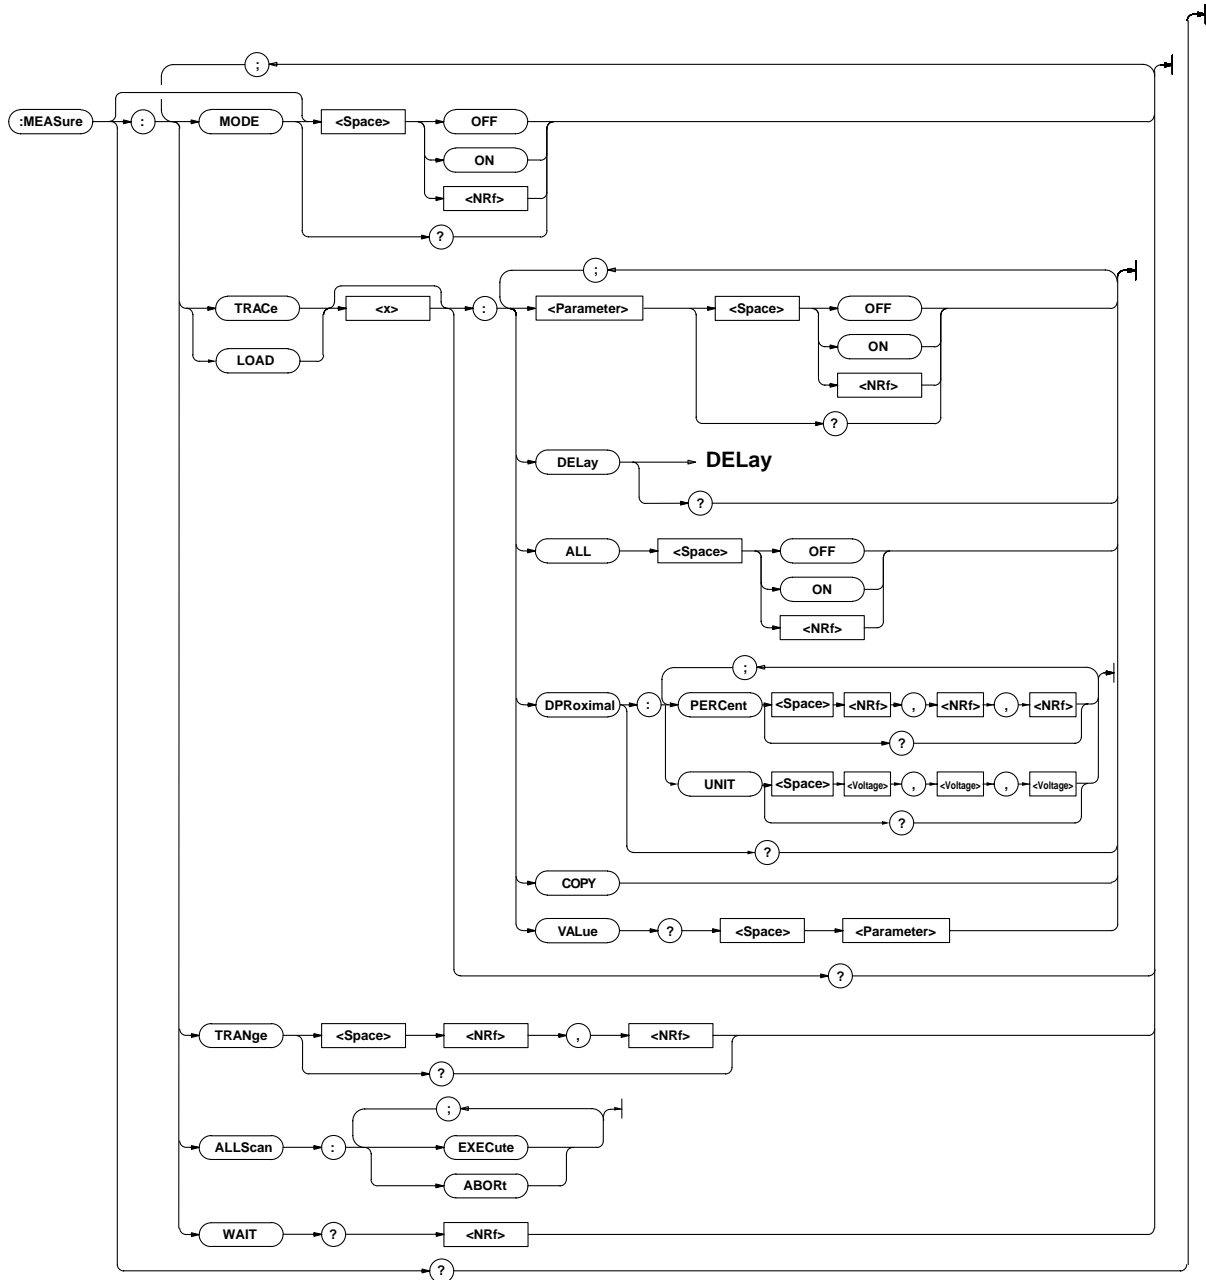 ;
:MEASure : MODE <Space> OFF
ON
<NRf>
?
;
TRACe <x> : <Parameter> <Space> OFF
LOAD ON
<NRf>
?
DELay DELay
?
ALL <Space> OFF
ON
<NRf>
;
DPRoximal : PERCent <Space> <NRf> , <NRf> , <NRf>
?
UNIT <Space> <Voltage> , <Voltage> , <Voltage>
?
?
COPY
VALue ? <Space> <Parameter>
?
TRANge <Space> <NRf> , <NRf>
?
;
ALLScan : EXECute
ABORt
WAIT ? <NRf>
?